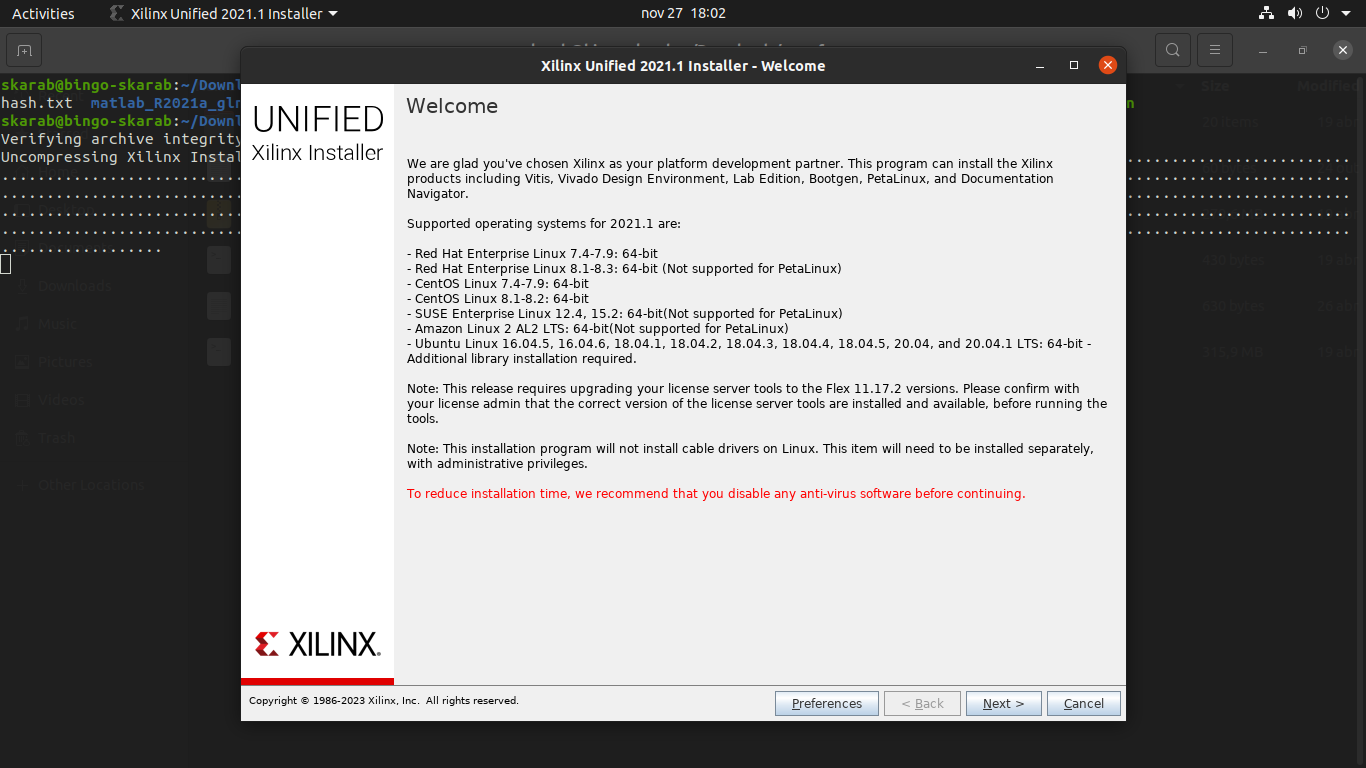 Activities Xilinx Unified 2021.1 Installer nov 27 18:02
Xilinx Unified 2021.1 Installer - Welcome
skarab@bingo-skarab:~/Downl
hash.txt matlab_R2021a_gln
skarab@bingo-skarab:~/Downl
Verifying archive integrity
Uncompressing Xilinx Instal
UNIFIED
Xilinx Installer
Welcome
We are glad you've chosen Xilinx as your platform development partner. This program can install the Xilinx
products including Vitis, Vivado Design Environment, Lab Edition, Bootgen, PetaLinux, and Documentation
Navigator.
Supported operating systems for 2021.1 are:
- Red Hat Enterprise Linux 7.4-7.9: 64-bit
- Red Hat Enterprise Linux 8.1-8.3: 64-bit (Not supported for PetaLinux)
- CentOS Linux 7.4-7.9: 64-bit
- CentOS Linux 8.1-8.2: 64-bit
- SUSE Enterprise Linux 12.4, 15.2: 64-bit(Not supported for PetaLinux)
- Amazon Linux 2 AL2 LTS: 64-bit(Not supported for PetaLinux)
- Ubuntu Linux 16.04.5, 16.04.6, 18.04.1, 18.04.2, 18.04.3, 18.04.4, 18.04.5, 20.04, and 20.04.1 LTS: 64-bit -
Additional library installation required.
Note: This release requires upgrading your license server tools to the Flex 11.17.2 versions. Please confirm with
your license admin that the correct version of the license server tools are installed and available, before running the
tools.
Note: This installation program will not install cable drivers on Linux. This item will need to be installed separately,
with administrative privileges.
To reduce installation time, we recommend that you disable any anti-virus software before continuing.
XILINX.
Copyright © 1986-2023 Xilinx, Inc. All rights reserved.
Preferences < Back Next > Cancel
Downloads
Music
Pictures
Videos
Trash
Other Locations
Size Modified
20 items
430 bytes
630 bytes
515,9 MB